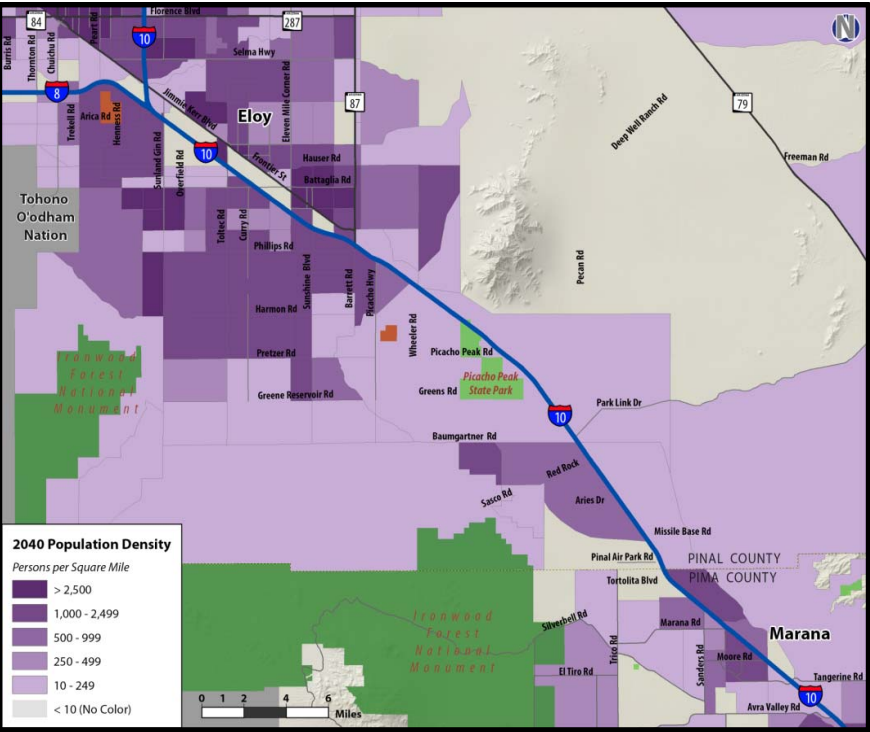 Florence Blvd
84
287
N
Burris Rd
Thornton Rd
Chuichu Rd
Peart Rd
10
Selma Hwy
8
Jimmie Kerr Blvd
Eleven Mile Corner Rd
87
79
Deep Well Ranch Rd
Trekell Rd
Arica Rd
Henness Rd
Eloy
Sunland Gin Rd
Overfield Rd
10
Frontier St
Hauser Rd
Battaglia Rd
Freeman Rd
Tohono
O'odham
Nation
Toltec Rd
Curry Rd
Phillips Rd
Sunshine Blvd
Barrett Rd
Picacho Hwy
Pecan Rd
Harmon Rd
Wheeler Rd
Pretzer Rd
Picacho Peak Rd
Ironwood
Forest
National
Monument
Greene Reservoir Rd
Greens Rd
Picacho Peak
State Park
10
Park Link Dr
Baumgartner Rd
Red Rock
Sasco Rd
Aries Dr
Missile Base Rd
Pinal Air Park Rd
PINAL COUNTY
PIMA COUNTY
Tortolita Blvd
Ironwood
Forest
National
Monument
Silverbell Rd
Trico Rd
Marana Rd
Marana
Sanders Rd
Moore Rd
El Tiro Rd
Tangerine Rd
10
Avra Valley Rd
2040 Population Density
Persons per Square Mile
> 2,500
1,000 - 2,499
500 - 999
250 - 499
10 - 249
< 10 (No Color)
0 1 2 4 6
Miles